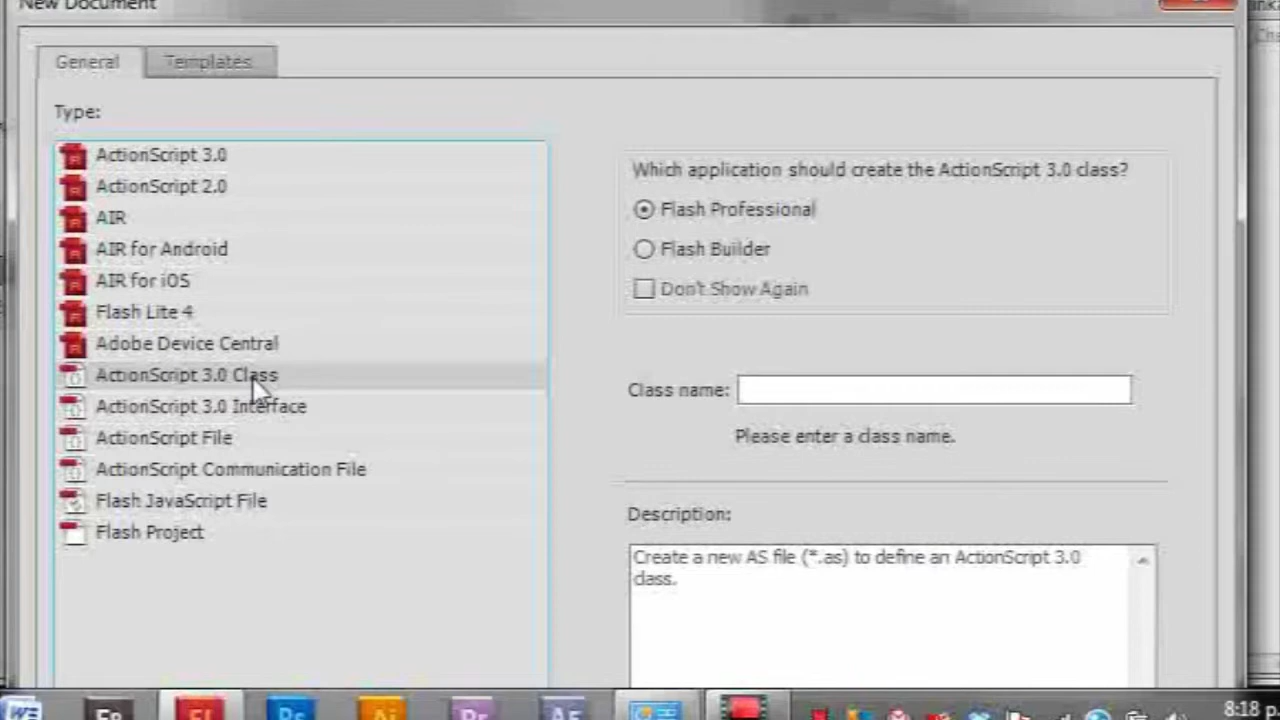 New Document
General
Templates
Type:
ActionScript 3.0
ActionScript 2.0
AIR
AIR for Android
AIR for iOS
Flash Lite 4
Adobe Device Central
ActionScript 3.0 Class
ActionScript 3.0 Interface
ActionScript File
ActionScript Communication File
Flash JavaScript File
Flash Project
Which application should create the ActionScript 3.0 class?
Flash Professional
Flash Builder
Don't Show Again
Class name:
Please enter a class name.
Description:
Create a new AS file (*.as) to define an ActionScript 3.0
class.
8:18 p.